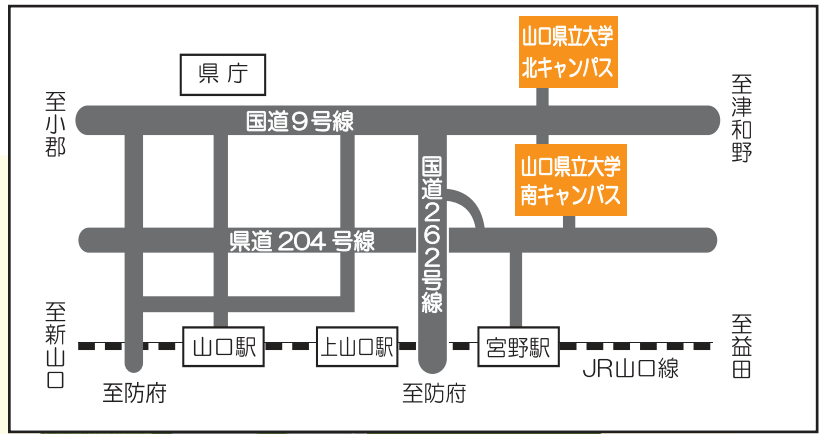 山口県立大学
北キャンパス
県庁
至小郡
至津和野
国道9号線
山口県立大学
南キャンパス
国道262号線
県道204号線
至新山口
至益田
山口駅
上山口駅
宮野駅
JR山口線
至防府
至防府